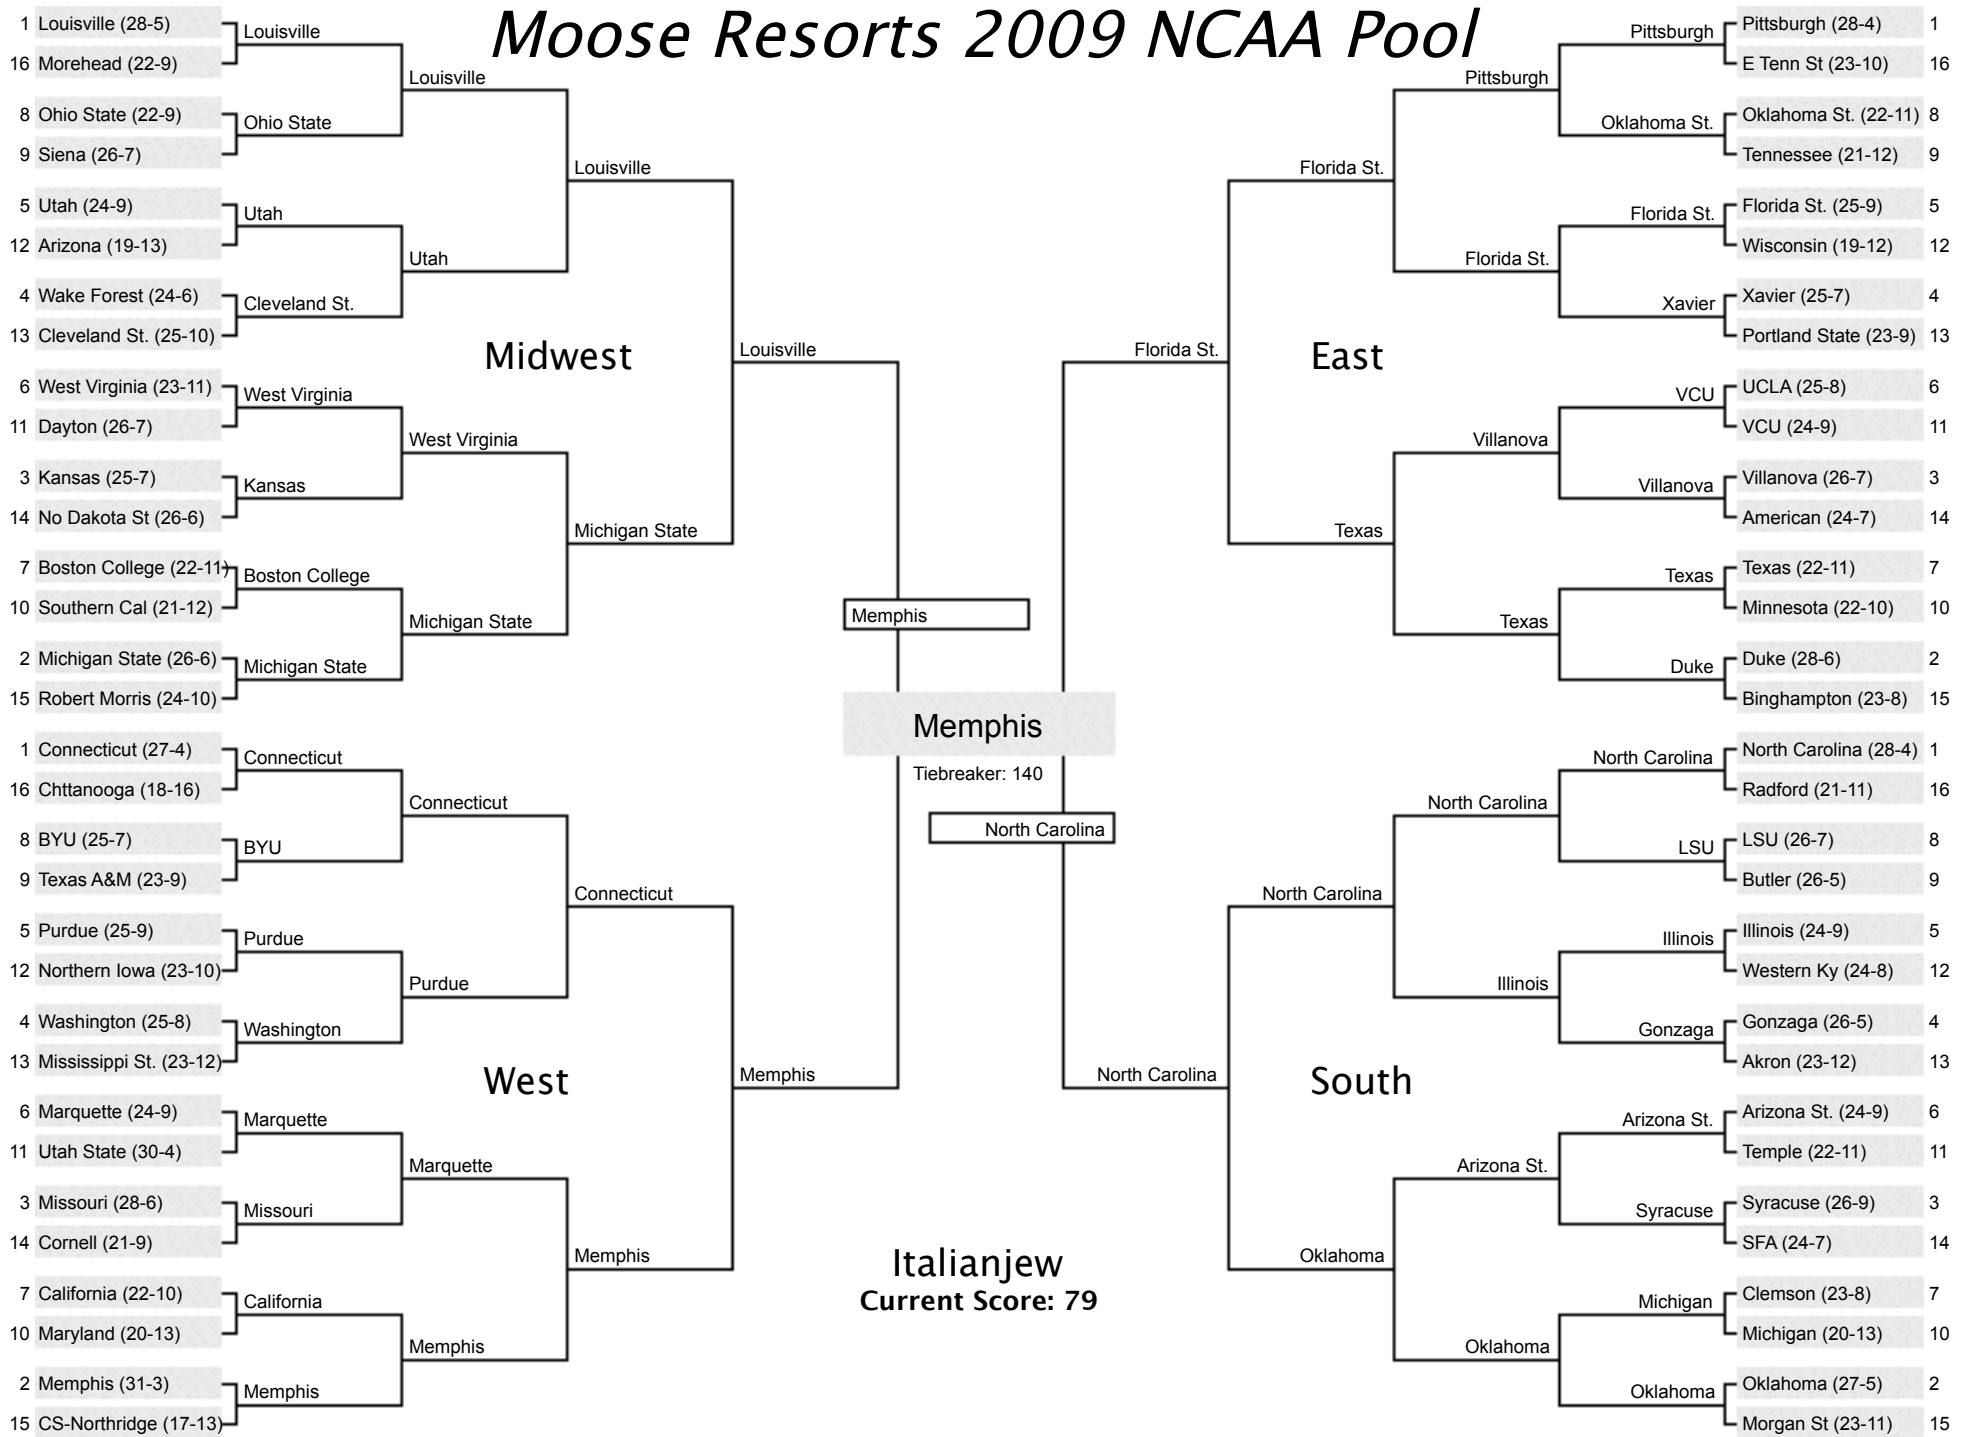 Moose Resorts 2009 NCAA Pool
1 Louisville (28-5)
16 Morehead (22-9)
8 Ohio State (22-9)
9 Siena (26-7)
5 Utah (24-9)
12 Arizona (19-13)
4 Wake Forest (24-6)
13 Cleveland St. (25-10)
6 West Virginia (23-11)
11 Dayton (26-7)
3 Kansas (25-7)
14 No Dakota St (26-6)
7 Boston College (22-11)
10 Southern Cal (21-12)
2 Michigan State (26-6)
15 Robert Morris (24-10)
Louisville
Ohio State
Utah
Cleveland St.
West Virginia
Kansas
Boston College
Michigan State
Louisville
Utah
West Virginia
Michigan State
Louisville
Michigan State
Midwest
Louisville
1 Connecticut (27-4)
16 Chttanooga (18-16)
8 BYU (25-7)
9 Texas A&M (23-9)
5 Purdue (25-9)
12 Northern Iowa (23-10)
4 Washington (25-8)
13 Mississippi St. (23-12)
6 Marquette (24-9)
11 Utah State (30-4)
3 Missouri (28-6)
14 Cornell (21-9)
7 California (22-10)
10 Maryland (20-13)
2 Memphis (31-3)
15 CS-Northridge (17-13)
Connecticut
BYU
Purdue
Washington
Marquette
Missouri
California
Memphis
Connecticut
Purdue
Marquette
Memphis
Connecticut
Memphis
West
Memphis
Memphis
Memphis
Tiebreaker: 140
North Carolina
Italianjew
Current Score: 79
Pittsburgh (28-4) 1
E Tenn St (23-10) 16
Oklahoma St. (22-11) 8
Tennessee (21-12) 9
Florida St. (25-9) 5
Wisconsin (19-12) 12
Xavier (25-7) 4
Portland State (23-9) 13
UCLA (25-8) 6
VCU (24-9) 11
Villanova (26-7) 3
American (24-7) 14
Texas (22-11) 7
Minnesota (22-10) 10
Duke (28-6) 2
Binghampton (23-8) 15
Pittsburgh
Oklahoma St.
Florida St.
Xavier
VCU
Villanova
Texas
Duke
Pittsburgh
Florida St.
Villanova
Texas
Florida St.
Texas
East
Florida St.
North Carolina (28-4) 1
Radford (21-11) 16
LSU (26-7) 8
Butler (26-5) 9
Illinois (24-9) 5
Western Ky (24-8) 12
Gonzaga (26-5) 4
Akron (23-12) 13
Arizona St. (24-9) 6
Temple (22-11) 11
Syracuse (26-9) 3
SFA (24-7) 14
Clemson (23-8) 7
Michigan (20-13) 10
Oklahoma (27-5) 2
Morgan St (23-11) 15
North Carolina
LSU
Illinois
Gonzaga
Arizona St.
Syracuse
Michigan
Oklahoma
North Carolina
Illinois
Arizona St.
Oklahoma
North Carolina
Oklahoma
South
North Carolina